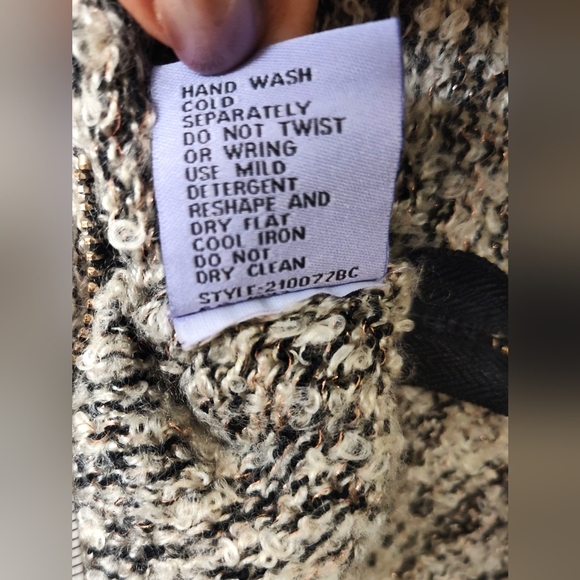 HAND WASH
COLD
SEPARATELY
DO NOT TWIST
OR WRING
USE MILD
DETERGENT
RESHAPE AND
DRY FLAT
COOL IRON
DO NOT
DRY CLEAN
STYLE:210077BC